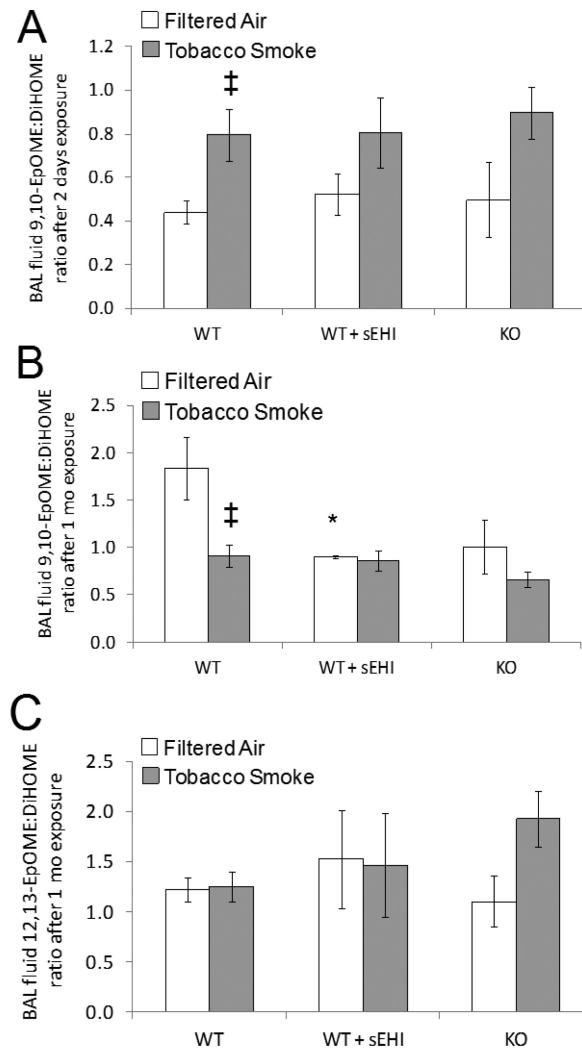 A
Filtered Air
Tobacco Smoke
BAL fluid 9,10-EpOME:DiHOME
ratio after 2 days exposure
1.2
1.0
0.8
0.6
0.4
0.2
0.0
‡
WT
WT + sEHI
KO
B
Filtered Air
Tobacco Smoke
BAL fluid 9,10-EpOME:DiHOME
ratio after 1 mo exposure
2.5
2.0
1.5
1.0
0.5
0.0
‡
*
WT
WT + sEHI
KO
C
Filtered Air
Tobacco Smoke
BAL fluid 12,13-EpOME:DiHOME
ratio after 1 mo exposure
2.5
2.0
1.5
1.0
0.5
0.0
WT
WT + sEHI
KO